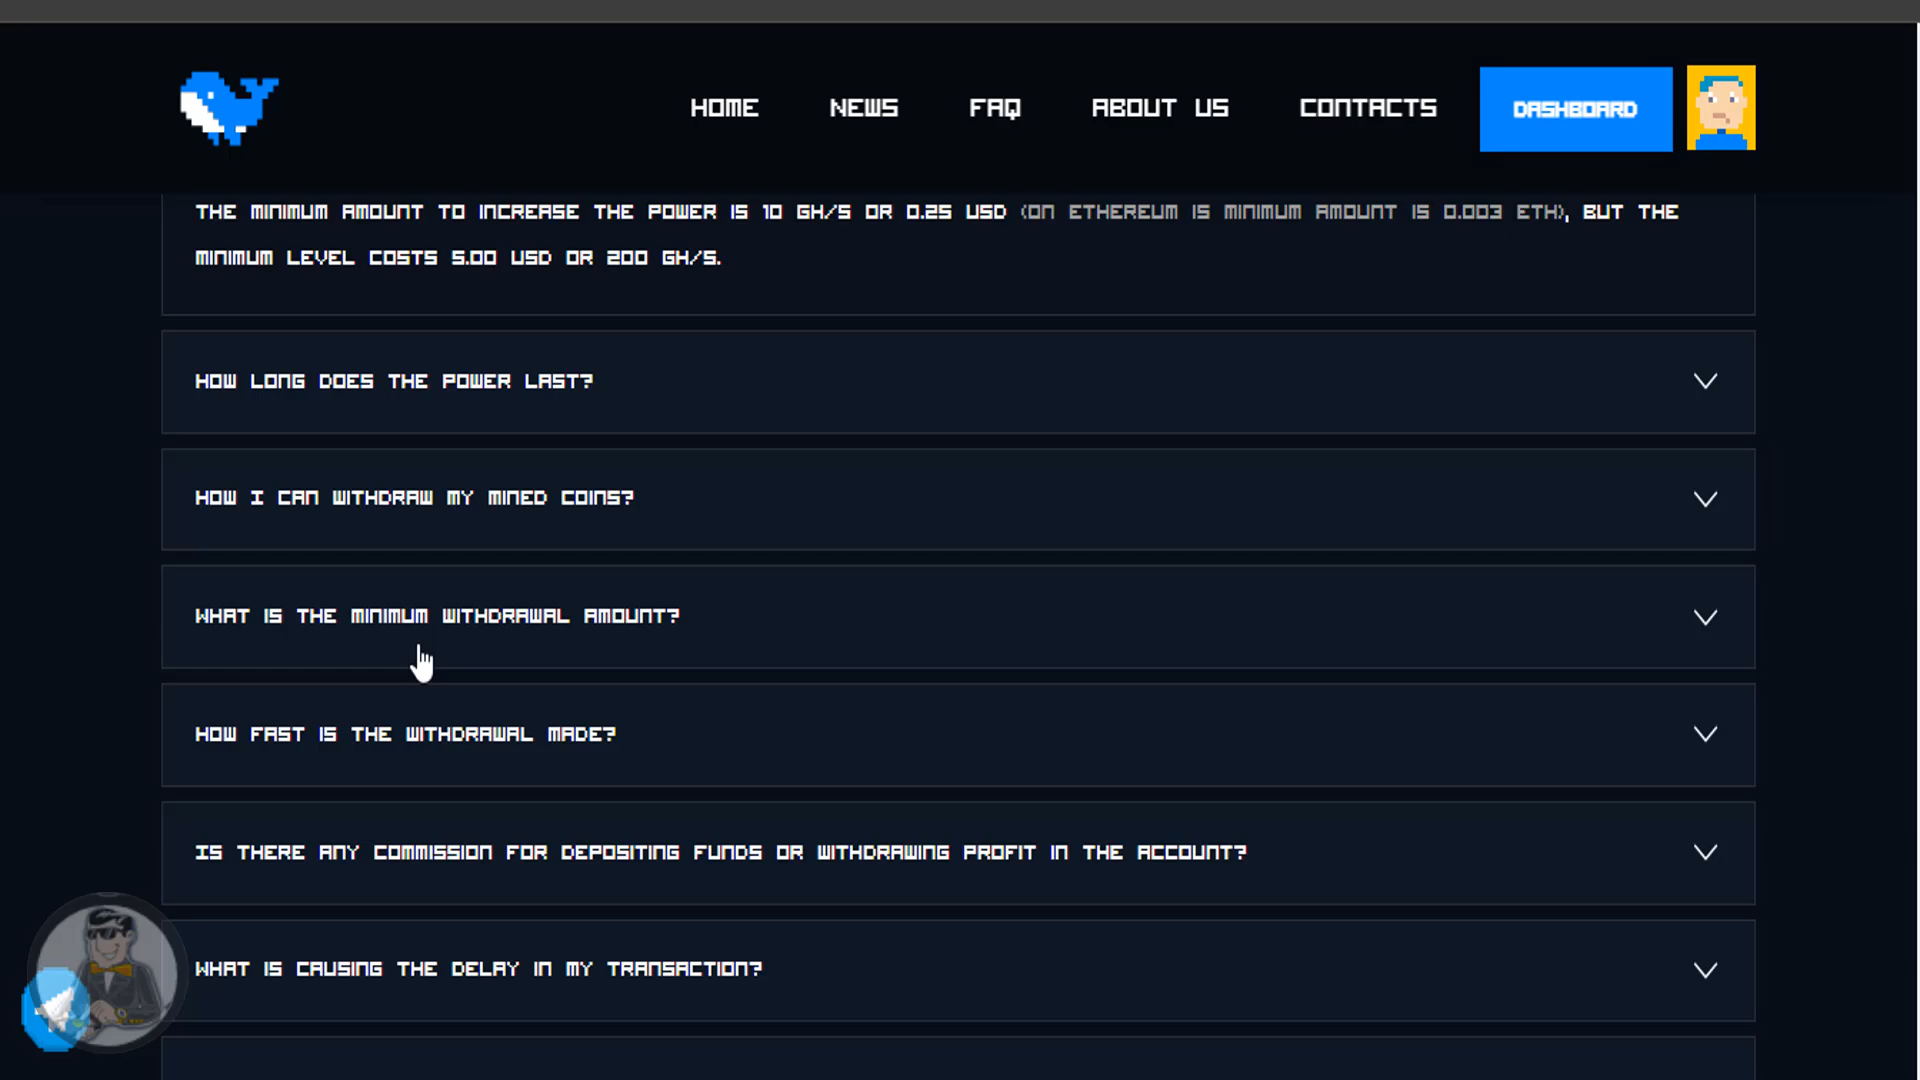 HOME NEWS FAQ ABOUT US CONTACTS DASHBOARD
THE MINIMUM AMOUNT TO INCREASE THE POWER IS 10 GH/S OR 0.25 USD (ON ETHEREUM IS MINIMUM AMOUNT IS 0.003 ETH), BUT THE
MINIMUM LEVEL COSTS 5.00 USD OR 200 GH/S.
HOW LONG DOES THE POWER LAST?
HOW I CAN WITHDRAW MY MINED COINS?
WHAT IS THE MINIMUM WITHDRAWAL AMOUNT?
HOW FAST IS THE WITHDRAWAL MADE?
IS THERE ANY COMMISSION FOR DEPOSITING FUNDS OR WITHDRAWING PROFIT IN THE ACCOUNT?
WHAT IS CAUSING THE DELAY IN MY TRANSACTION?